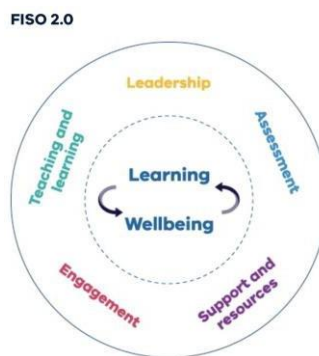 FISO 2.0
Leadership
Teaching and
learning
Assessment
Learning
Wellbeing
Engagement
Support and
resources